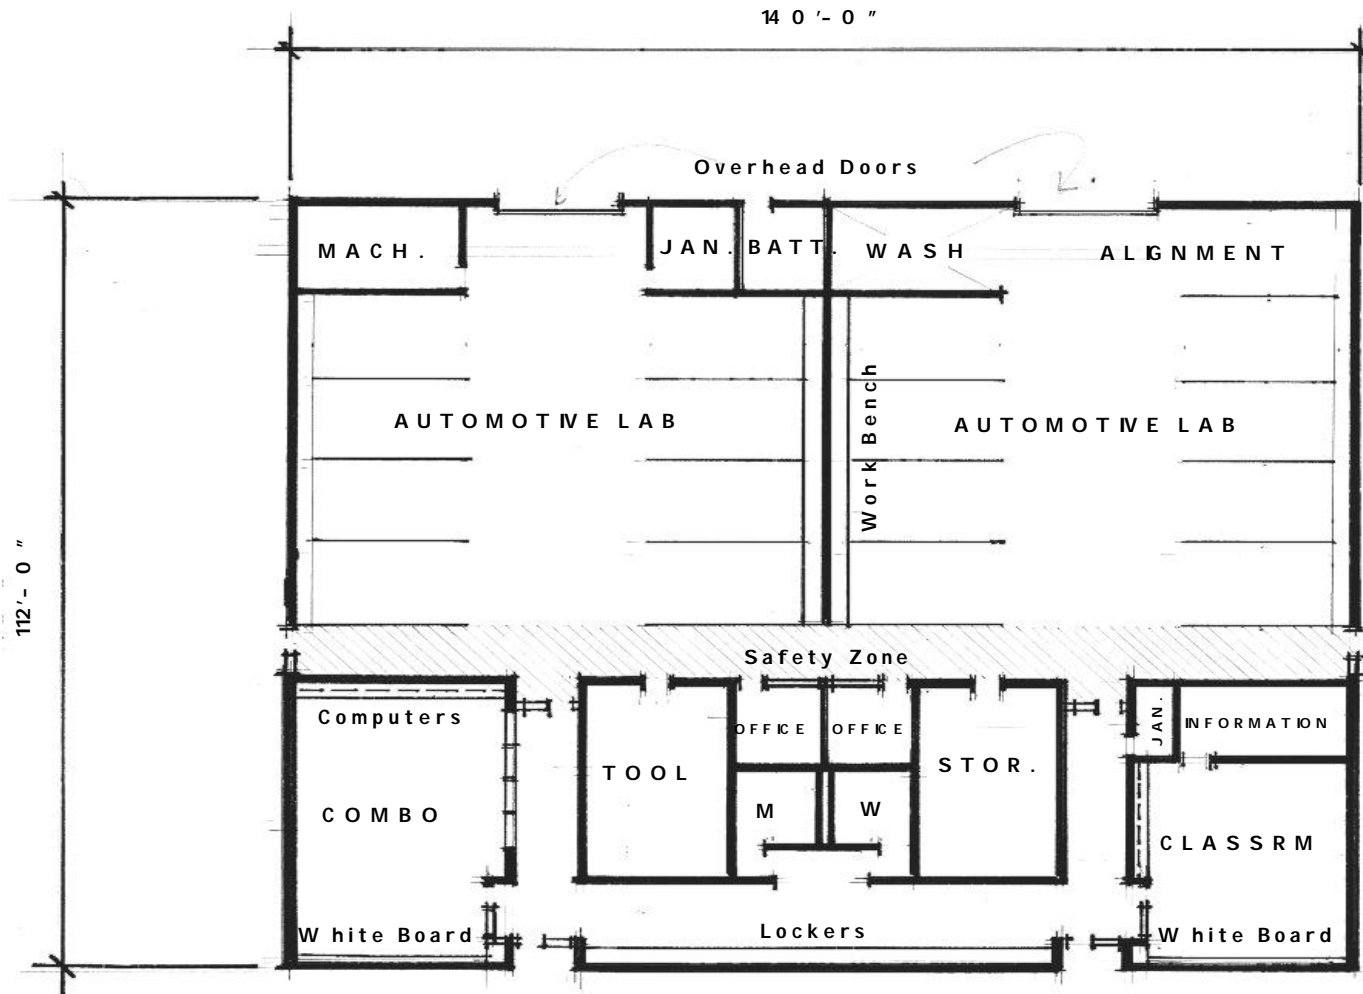 140'-0"
Overhead Doors
MACH.
JAN.
BATT.
WASH
ALIGNMENT
AUTOMOTIVE LAB
Work Bench
AUTOMOTIVE LAB
112'-0"
Safety Zone
Computers
OFFICE
OFFICE
JAN.
INFORMATION
TOOL
STOR.
COMBO
M
W
CLASSRM
White Board
Lockers
White Board